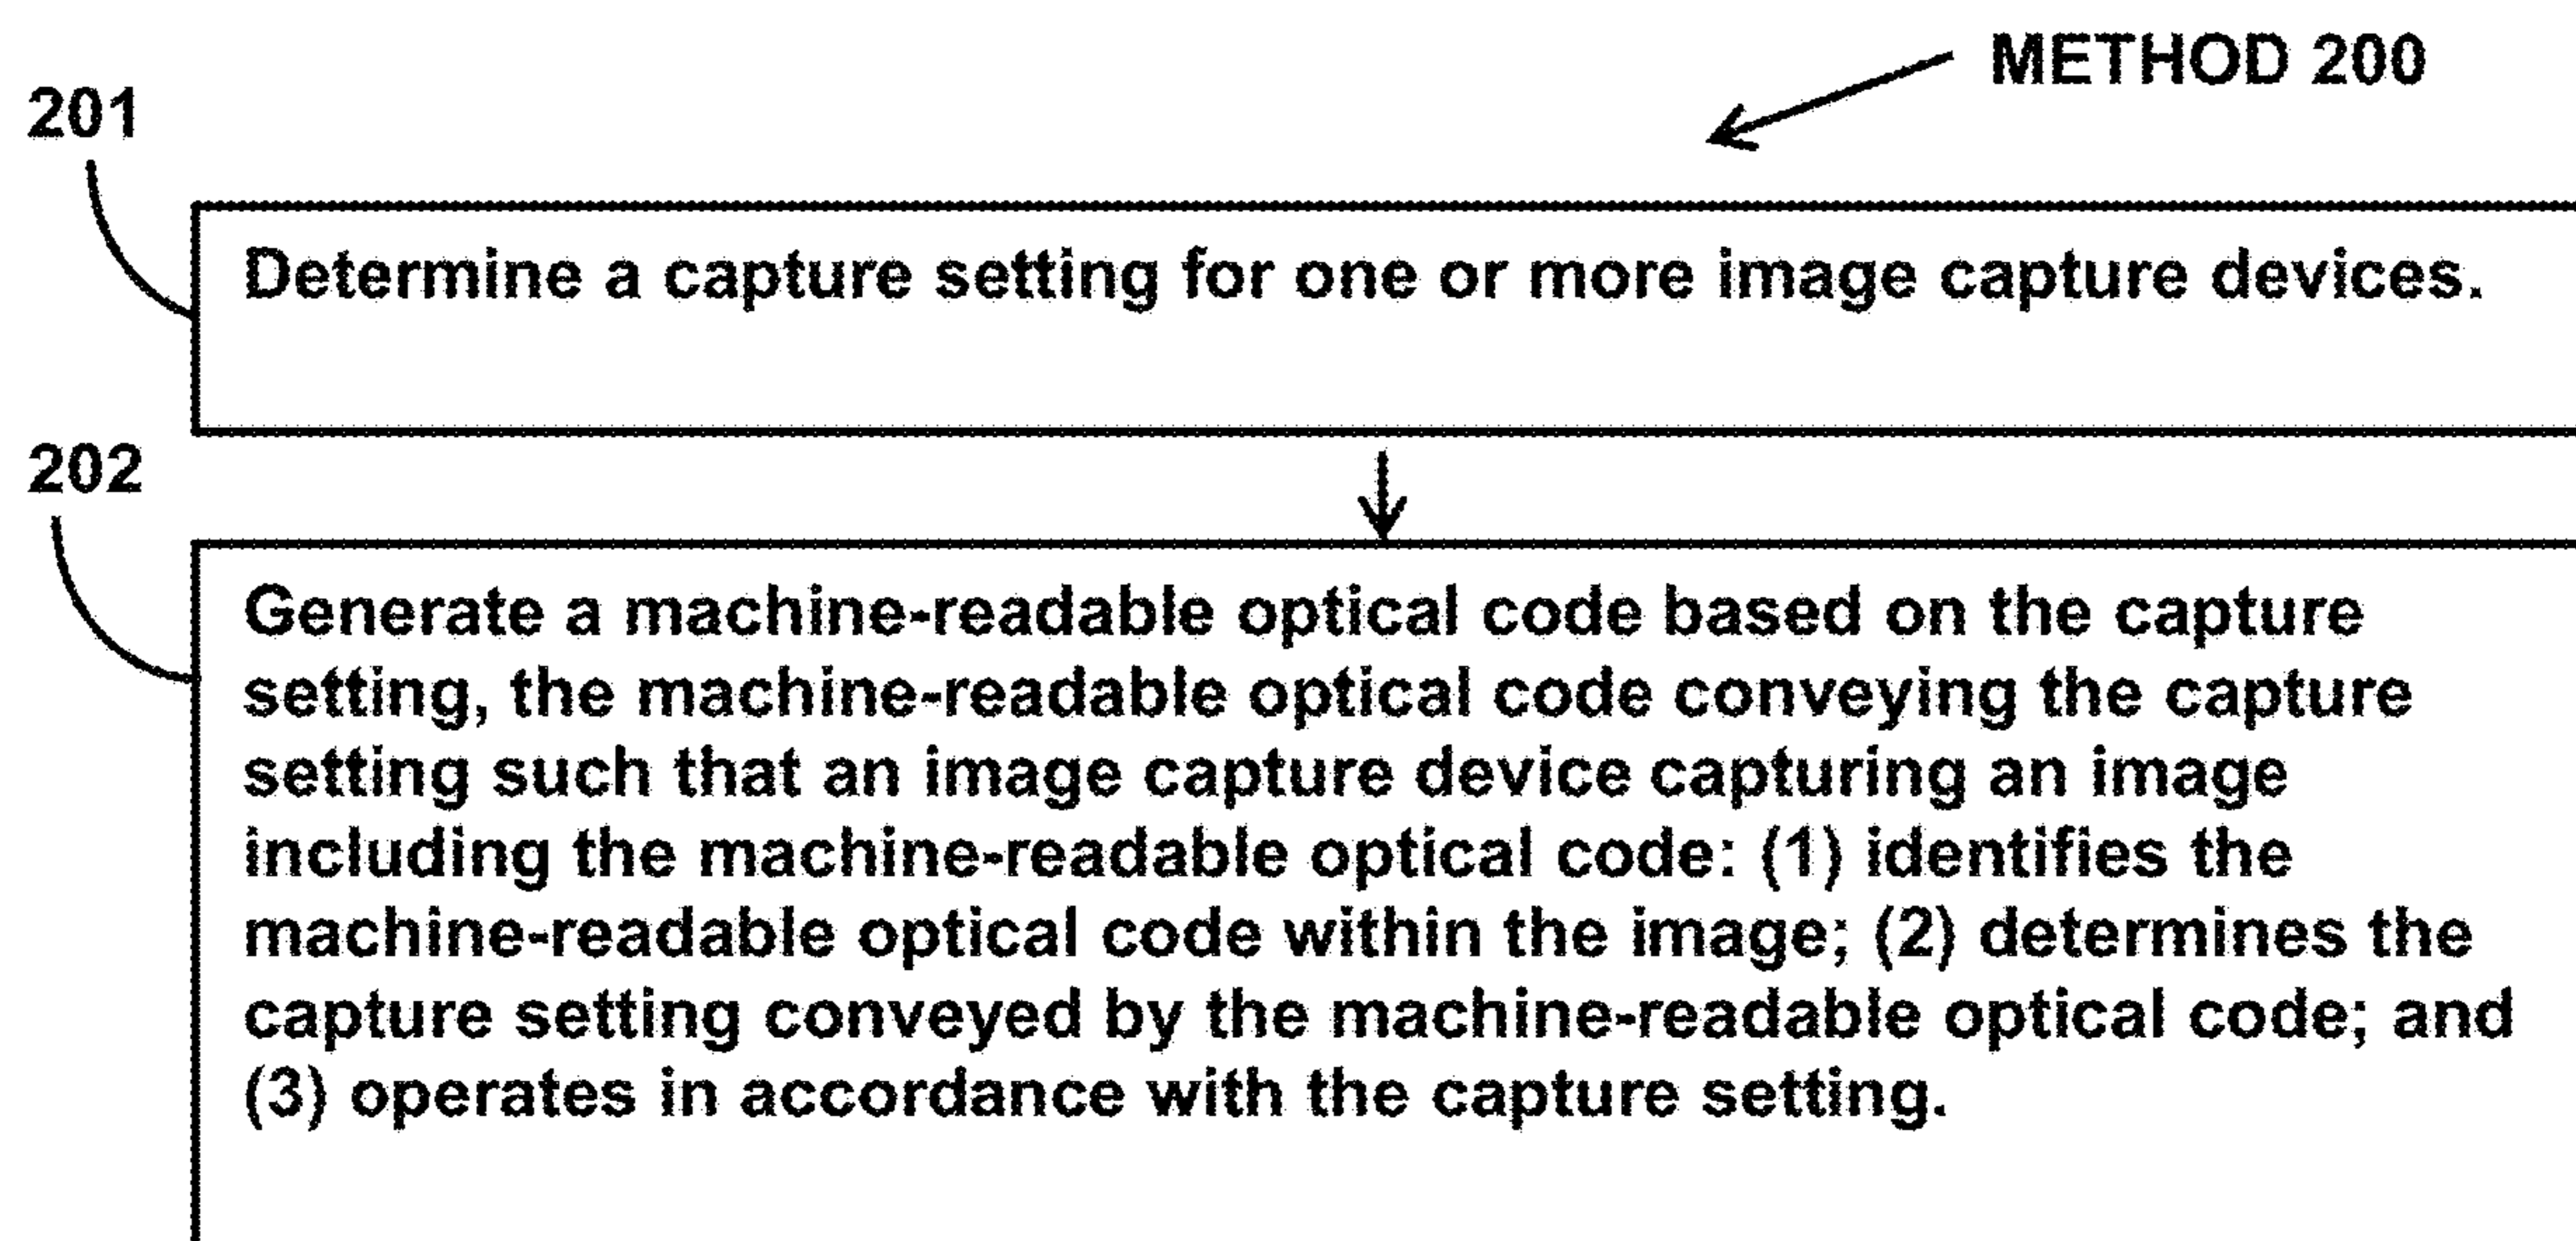 METHOD 200
201
Determine a capture setting for one or more image capture devices.
202
Generate a machine-readable optical code based on the capture
setting, the machine-readable optical code conveying the capture
setting such that an image capture device capturing an image
including the machine-readable optical code: (1) identifies the
machine-readable optical code within the image; (2) determines the
capture setting conveyed by the machine-readable optical code; and
(3) operates in accordance with the capture setting.